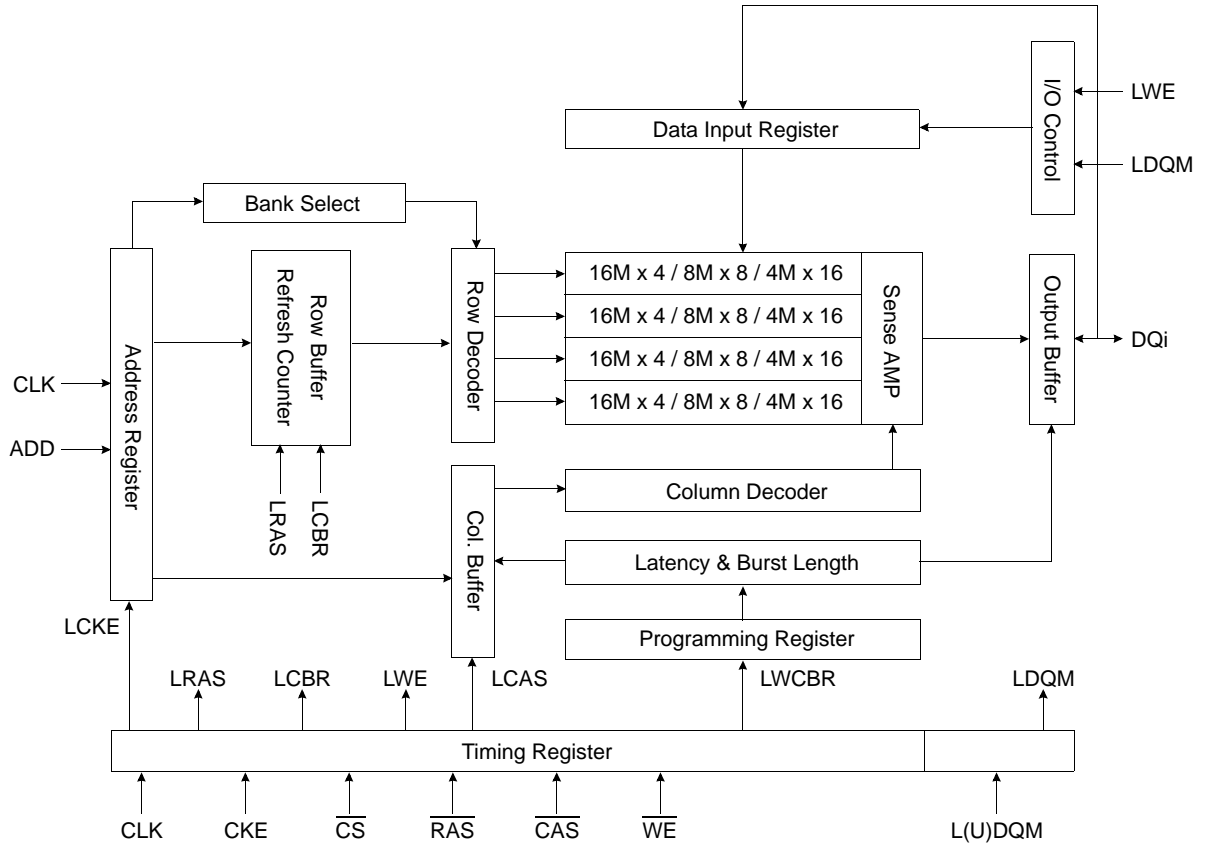 I/O Control
LWE
LDQM
Data Input Register
Bank Select
Address Register
CLK
ADD
Refresh Counter
Row Buffer
LRAS
LCBR
Row Decoder
16M x 4 / 8M x 8 / 4M x 16
16M x 4 / 8M x 8 / 4M x 16
16M x 4 / 8M x 8 / 4M x 16
16M x 4 / 8M x 8 / 4M x 16
Sense AMP
Output Buffer
DQi
Col. Buffer
Column Decoder
Latency & Burst Length
Programming Register
LCKE
LRAS
LCBR
LWE
LCAS
LWCBR
LDQM
Timing Register
CLK
CKE
CS
RAS
CAS
WE
L(U)DQM